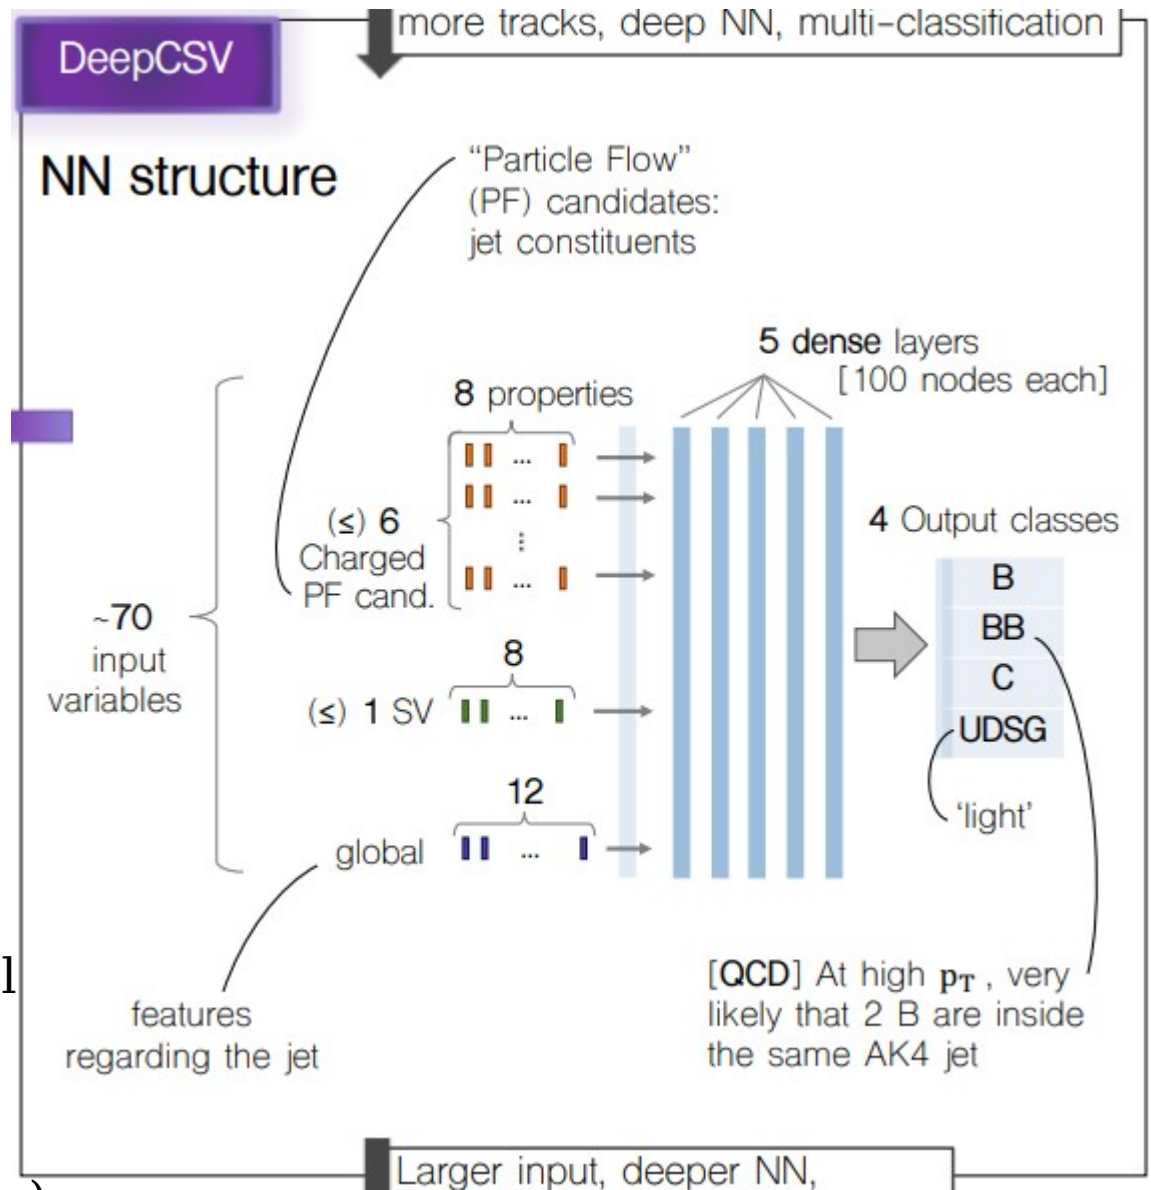 more tracks, deep NN, multi-classification
DeepCSV
NN structure
“Particle Flow”
(PF) candidates:
jet constituents
5 dense layers
[100 nodes each]
8 properties
...
...
(≤) 6
Charged
PF cand.
...
...
4 Output classes
B
BB
C
UDSG
‘light’
~70
input
variables
8
(≤) 1 SV
...
12
global
...
l
features
regarding the jet
[QCD] At high pT , very
likely that 2 B are inside
the same AK4 jet
Larger input, deeper NN,
)